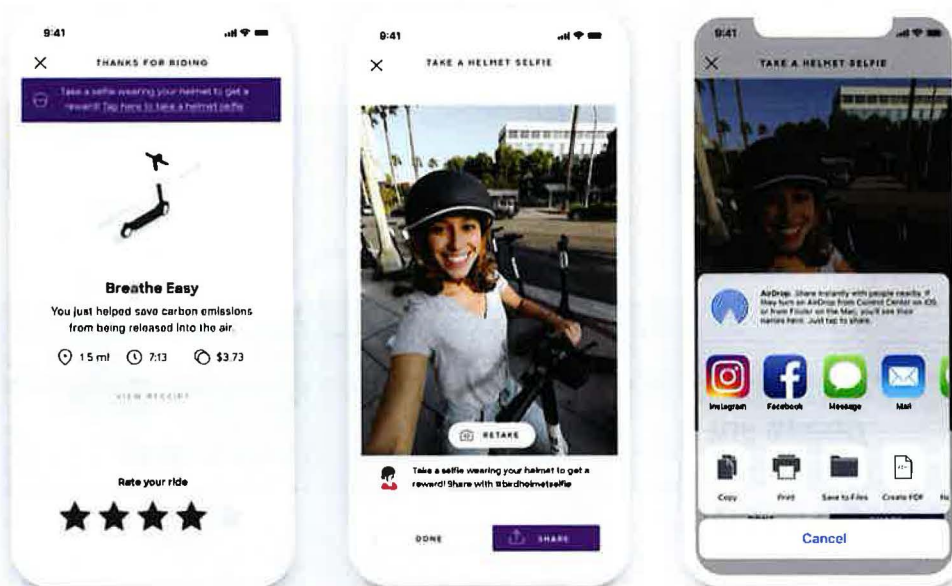 9:41
THANKS FOR RIDING
Take a selfie wearing your helmet to get a
reward! Tap here to take a helmet selfie
Breathe Easy
You just helped save carbon emissions
from being released into the air.
1.5 mi 7:13 $3.73
VIEW RECEIPT
Rate your ride
9:41
TAKE A HELMET SELFIE
RETAKE
Take a selfie wearing your helmet to get a
reward! Share with #birdhelmetselfie
DONE SHARE
9:41
TAKE A HELMET SELFIE
AirDrop. Share instantly with people nearby. If
they turn on AirDrop from Control Center on iOS
or from Finder on the Mac, you'll see their
names here. Just tap to share.
Instagram Facebook Message Mail
Copy Print Save to Files Create PDF
Cancel